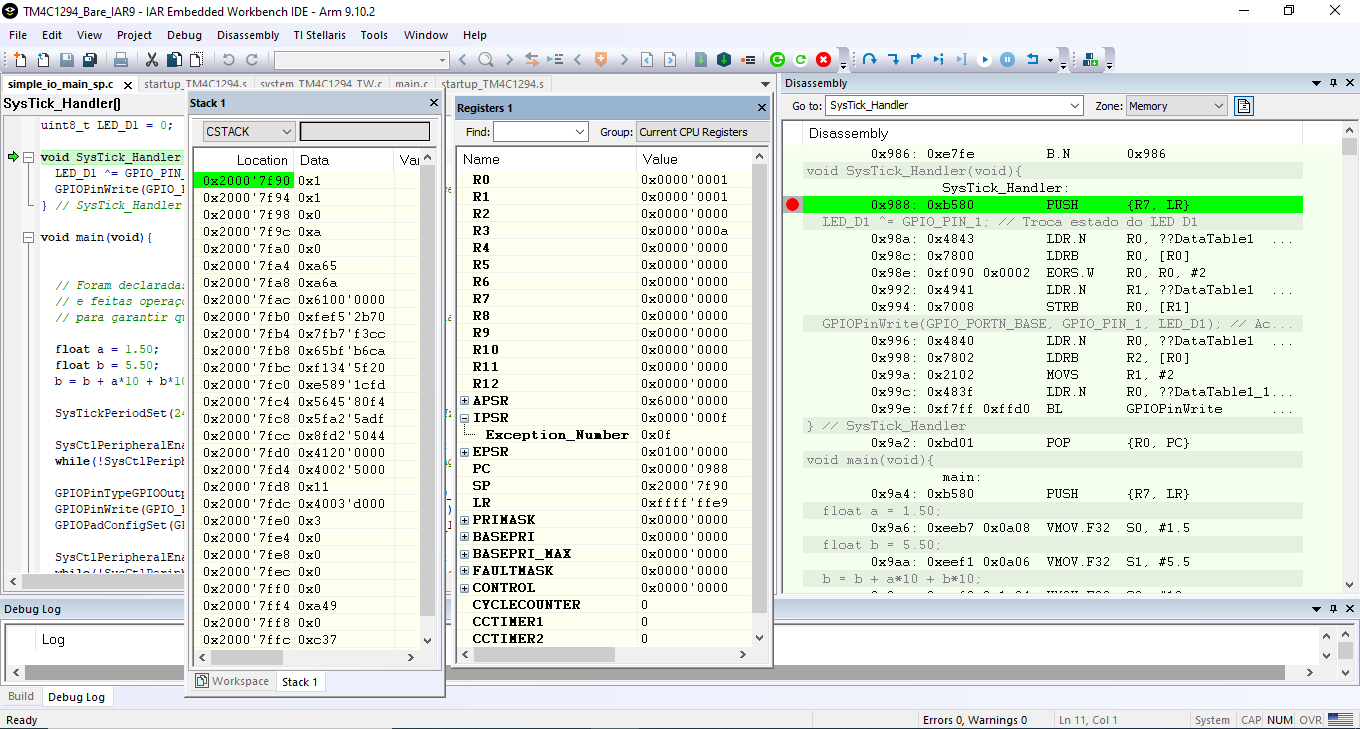 TM4C1294_Bare_IAR9 - IAR Embedded Workbench IDE - Arm 9.10.2
File Edit View Project Debug Disassembly TI Stellaris Tools Window Help
simple_io_main_sp.c startup_TM4C1294.s system_TM4C1294_TW.c main.c startup_TM4C1294.s
SysTick_Handler()
uint8_t LED_D1 = 0;
void SysTick_Handler
LED_D1 ^= GPIO_PIN_
GPIOPinWrite(GPIO_
} // SysTick_Handler
void main(void){
// Foram declaradas
// e feitas operaço
// para garantir qu
float a = 1.50;
float b = 5.50;
b = b + a*10 + b*10
SysTickPeriodSet(24
SysCtlPeripheralEna
while(!SysCtlPeriph
GPIOPinTypeGPIOOutp
GPIOPinWrite(GPIO_
GPIOPadConfigSet(GP
SysCtlPeripheralEna
while(!SysCtlPeriph
Stack 1
CSTACK
Location Data Var
0x2000'7f90 0x1
0x2000'7f94 0x1
0x2000'7f98 0x0
0x2000'7f9c 0xa
0x2000'7fa0 0x0
0x2000'7fa4 0xa65
0x2000'7fa8 0xa6a
0x2000'7fac 0x6100'0000
0x2000'7fb0 0xfef5'2b70
0x2000'7fb4 0x7fb7'f3cc
0x2000'7fb8 0x65bf'b6ca
0x2000'7fbc 0xf134'5f20
0x2000'7fc0 0xe589'1cfd
0x2000'7fc4 0x5645'80f4
0x2000'7fc8 0x5fa2'5adf
0x2000'7fcc 0x8fd2'5044
0x2000'7fd0 0x4120'0000
0x2000'7fd4 0x4002'5000
0x2000'7fd8 0x11
0x2000'7fdc 0x4003'd000
0x2000'7fe0 0x3
0x2000'7fe4 0x0
0x2000'7fe8 0x0
0x2000'7fec 0x0
0x2000'7ff0 0x0
0x2000'7ff4 0xa49
0x2000'7ff8 0x0
0x2000'7ffc 0xc37
Workspace Stack 1
Registers 1
Find: Group: Current CPU Registers
Name Value
R0 0x0000'0001
R1 0x0000'0001
R2 0x0000'0000
R3 0x0000'000a
R4 0x0000'0000
R5 0x0000'0000
R6 0x0000'0000
R7 0x0000'0000
R8 0x0000'0000
R9 0x0000'0000
R10 0x0000'0000
R11 0x0000'0000
R12 0x0000'0000
APSR 0x6000'0000
IPSR 0x0000'000f
Exception_Number 0x0f
EPSR 0x0100'0000
PC 0x0000'0988
SP 0x2000'7f90
LR 0xffff'ffe9
PRIMASK 0x0000'0000
BASEPRI 0x0000'0000
BASEPRI_MAX 0x0000'0000
FAULTMASK 0x0000'0000
CONTROL 0x0000'0000
CYCLECOUNTER 0
CCTIMER1 0
CCTIMER2 0
Disassembly
Go to: SysTick_Handler Zone: Memory
Disassembly
0x986: 0xe7fe B.N 0x986
void SysTick_Handler(void){
SysTick_Handler:
0x988: 0xb580 PUSH {R7, LR}
LED_D1 ^= GPIO_PIN_1; // Troca estado do LED D1
0x98a: 0x4843 LDR.N R0, ??DataTable1 ...
0x98c: 0x7800 LDRB R0, [R0]
0x98e: 0xf090 0x0002 EORS.W R0, R0, #2
0x992: 0x4941 LDR.N R1, ??DataTable1 ...
0x994: 0x7008 STRB R0, [R1]
GPIOPinWrite(GPIO_PORTN_BASE, GPIO_PIN_1, LED_D1); // Ac...
0x996: 0x4840 LDR.N R0, ??DataTable1 ...
0x998: 0x7802 LDRB R2, [R0]
0x99a: 0x2102 MOVS R1, #2
0x99c: 0x483f LDR.N R0, ??DataTable1_1...
0x99e: 0xf7ff 0xffd0 BL GPIOPinWrite ...
} // SysTick_Handler
0x9a2: 0xbd01 POP {R0, PC}
void main(void){
main:
0x9a4: 0xb580 PUSH {R7, LR}
float a = 1.50;
0x9a6: 0xeeb7 0x0a08 VMOV.F32 S0, #1.5
float b = 5.50;
0x9aa: 0xeef1 0x0a06 VMOV.F32 S1, #5.5
b = b + a*10 + b*10;
Debug Log
Log
Build Debug Log
Ready Errors 0, Warnings 0 Ln 11, Col 1 System CAP NUM OVR